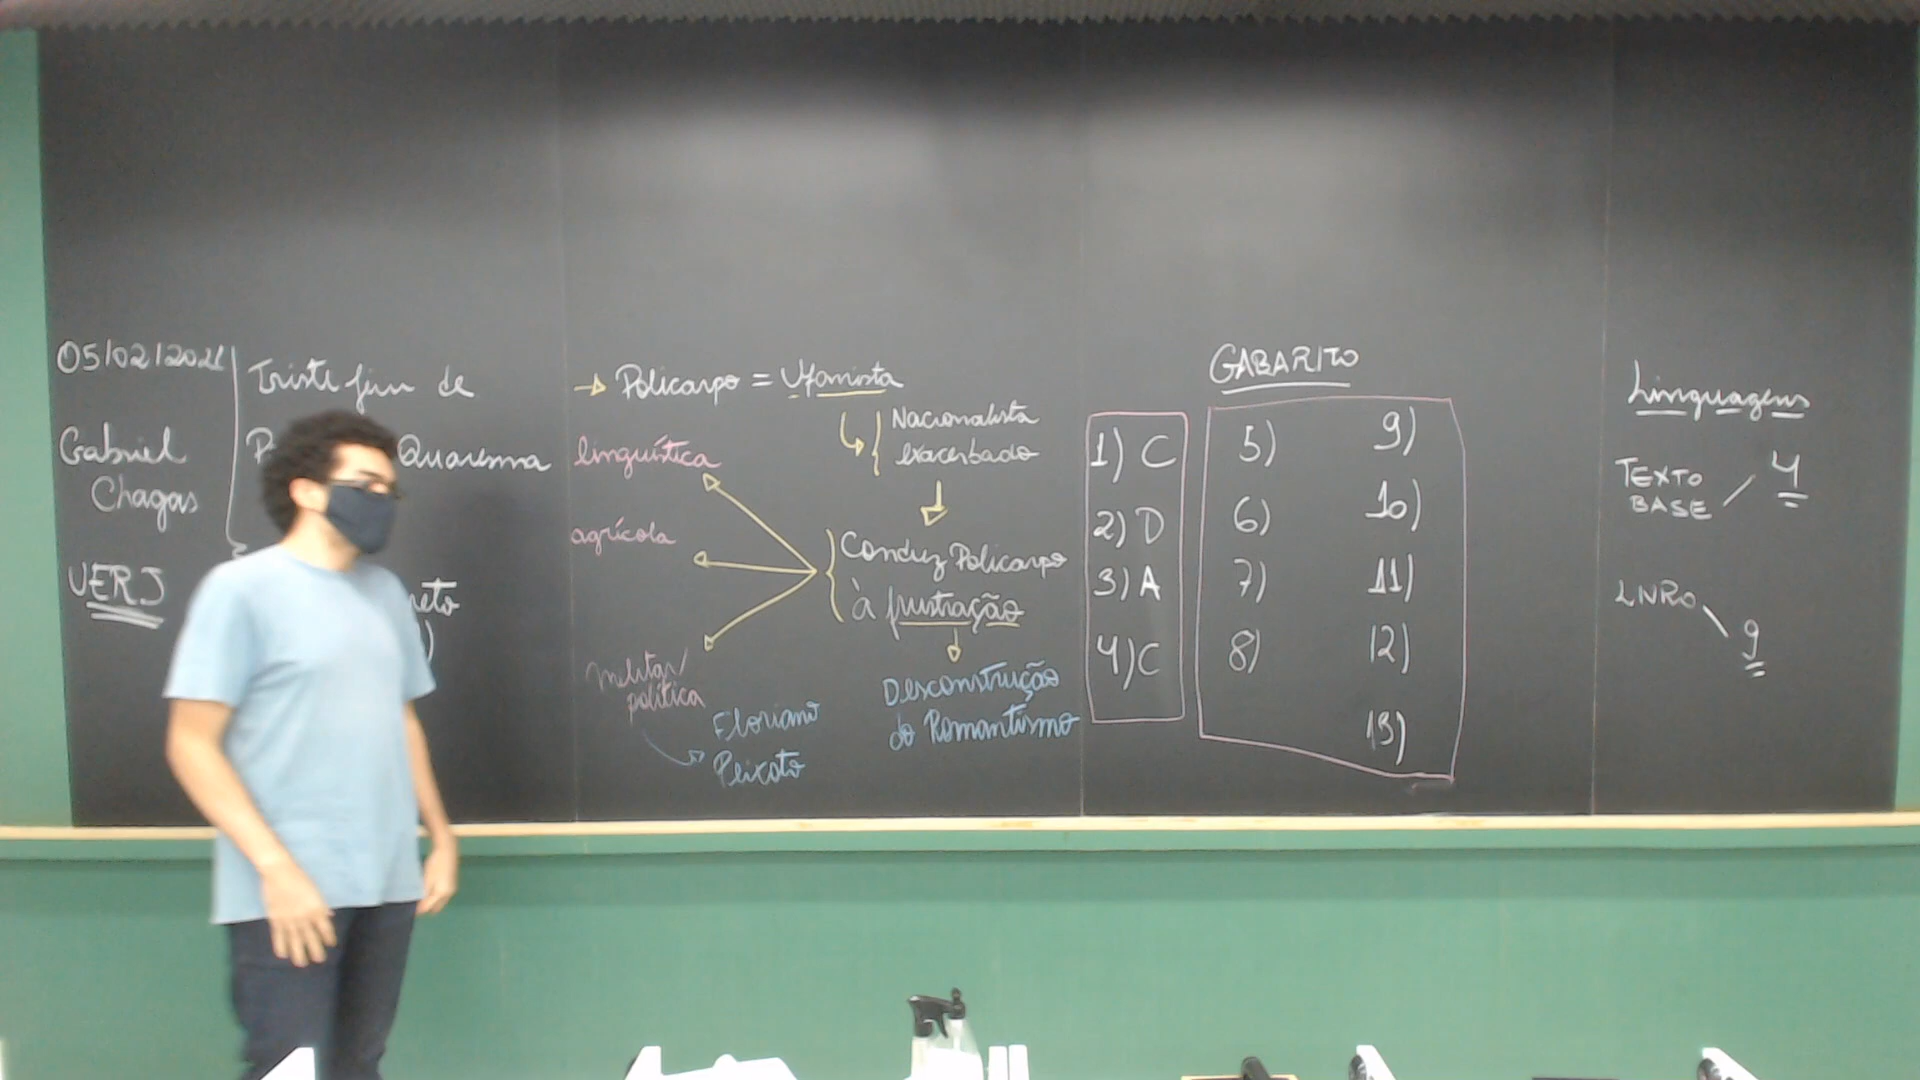 05/02/2021
Gabriel
Chagas
UERJ
Triste fim de
Quaresma
→ Policarpo = Ufanista
Nacionalista
exacerbado
Conduz Policarpo
à frustração
Desconstrução
do Romantismo
linguística
agrícola
militar/
política
Floriano
Peixoto
GABARITO
1) C
2) D
3) A
4) C
5)
6)
7)
8)
9)
10)
11)
12)
13)
Linguagens
TEXTO
BASE
4
LIVRO
9